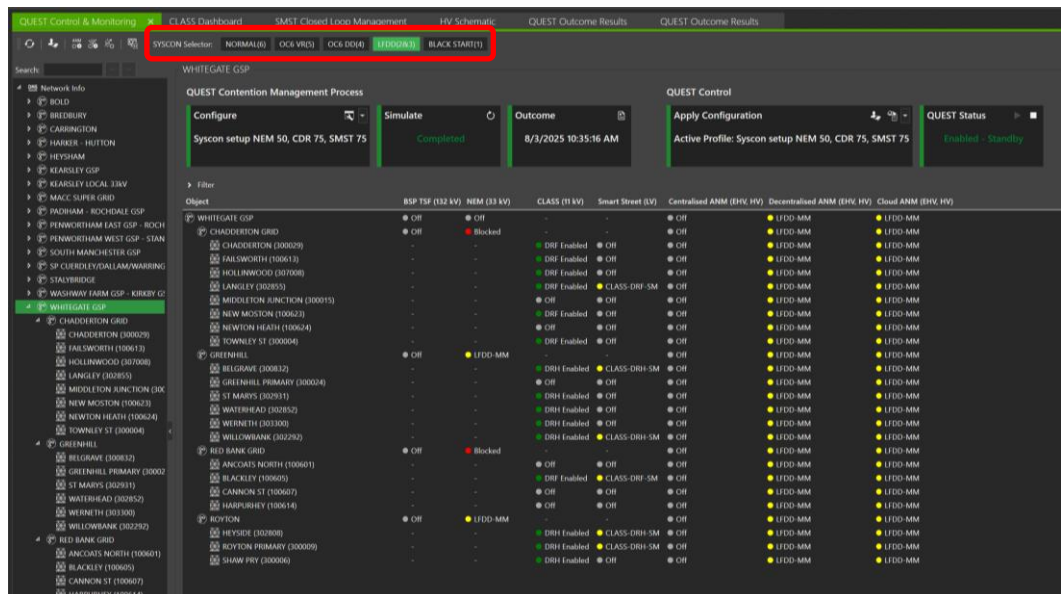 QUEST Control & Monitoring × CLASS Dashboard SMST Closed Loop Management HV Schematic QUEST Outcome Results QUEST Outcome Results
SYSCON Selector: NORMAL(6) OC6 VR(5) OC6 DD(4) LFDD(2&3) BLACK START(1)
Search:
WHITEGATE GSP
Network Info
BOLD
BREDBURY
CARRINGTON
HARKER - HUTTON
HEYSHAM
KEARSLEY GSP
KEARSLEY LOCAL 33kV
MACC SUPER GRID
PADIHAM - ROCHDALE GSP
PENWORTHAM EAST GSP - ROCH
PENWORTHAM WEST GSP - STAN
SOUTH MANCHESTER GSP
SP CUERDLEY/DALLAM/WARRING
STALYBRIDGE
WASHWAY FARM GSP - KIRKBY GS
WHITEGATE GSP
CHADDERTON GRID
CHADDERTON (300029)
FAILSWORTH (100613)
HOLLINWOOD (307008)
LANGLEY (302855)
MIDDLETON JUNCTION (30C
NEW MOSTON (100623)
NEWTON HEATH (100624)
TOWNLEY ST (300004)
GREENHILL
BELGRAVE (300832)
GREENHILL PRIMARY (30002
ST MARYS (302931)
WATERHEAD (302852)
WERNETH (303300)
WILLOWBANK (302292)
RED BANK GRID
ANCOATS NORTH (100601)
BLACKLEY (100605)
CANNON ST (100607)
QUEST Contention Management Process QUEST Control
Configure Simulate Outcome Apply Configuration QUEST Status
Syscon setup NEM 50, CDR 75, SMST 75 Completed 8/3/2025 10:35:16 AM Active Profile: Syscon setup NEM 50, CDR 75, SMST 75 Enabled - Standby
Filter
Object BSP TSF (132 kV) NEM (33 kV) CLASS (11 kV) Smart Street (LV) Centralised ANM (EHV, HV) Decentralised ANM (EHV, HV) Cloud ANM (EHV, HV)
WHITEGATE GSP Off Off - - Off LFDD-MM LFDD-MM
CHADDERTON GRID Off Blocked - - Off LFDD-MM LFDD-MM
CHADDERTON (300029) - - DRF Enabled Off Off LFDD-MM LFDD-MM
FAILSWORTH (100613) - - DRF Enabled Off Off LFDD-MM LFDD-MM
HOLLINWOOD (307008) - - DRF Enabled Off Off LFDD-MM LFDD-MM
LANGLEY (302855) - - DRF Enabled CLASS-DRF-SM Off LFDD-MM LFDD-MM
MIDDLETON JUNCTION (300015) - - Off Off Off LFDD-MM LFDD-MM
NEW MOSTON (100623) - - DRF Enabled Off Off LFDD-MM LFDD-MM
NEWTON HEATH (100624) - - Off Off Off LFDD-MM LFDD-MM
TOWNLEY ST (300004) - - DRF Enabled Off Off LFDD-MM LFDD-MM
GREENHILL Off LFDD-MM - - Off LFDD-MM LFDD-MM
BELGRAVE (300832) - - DRH Enabled CLASS-DRH-SM Off LFDD-MM LFDD-MM
GREENHILL PRIMARY (300024) - - Off Off Off LFDD-MM LFDD-MM
ST MARYS (302931) - - DRH Enabled Off Off LFDD-MM LFDD-MM
WATERHEAD (302852) - - DRH Enabled Off Off LFDD-MM LFDD-MM
WERNETH (303300) - - DRH Enabled Off Off LFDD-MM LFDD-MM
WILLOWBANK (302292) - - DRH Enabled CLASS-DRH-SM Off LFDD-MM LFDD-MM
RED BANK GRID Off Blocked - - Off LFDD-MM LFDD-MM
ANCOATS NORTH (100601) - - Off Off Off LFDD-MM LFDD-MM
BLACKLEY (100605) - - DRF Enabled CLASS-DRF-SM Off LFDD-MM LFDD-MM
CANNON ST (100607) - - Off Off Off LFDD-MM LFDD-MM
HARPURHEY (100614) - - Off Off Off LFDD-MM LFDD-MM
ROYTON Off LFDD-MM - - Off LFDD-MM LFDD-MM
HEYSIDE (302808) - - DRH Enabled CLASS-DRH-SM Off LFDD-MM LFDD-MM
ROYTON PRIMARY (300009) - - DRH Enabled CLASS-DRH-SM Off LFDD-MM LFDD-MM
SHAW PRY (300006) - - DRH Enabled Off Off LFDD-MM LFDD-MM